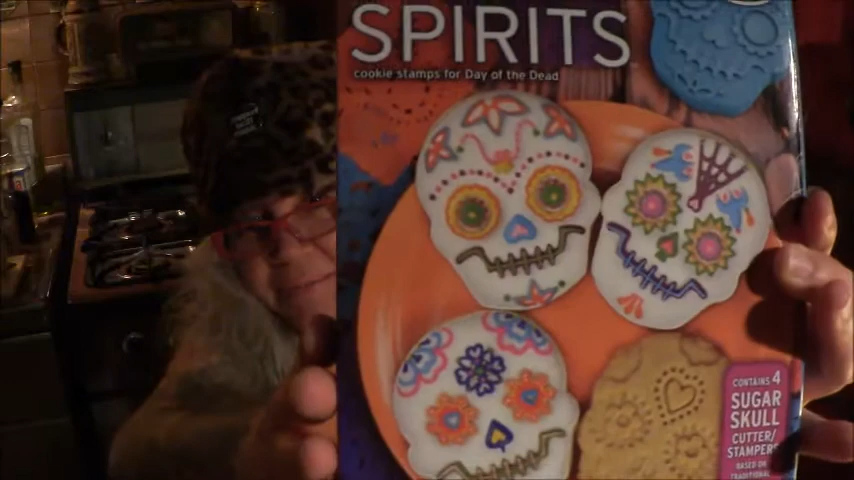 SPIRITS
cookie stamps for Day of the Dead
CONTAINS 4
SUGAR
SKULL
CUTTER/
STAMPERS
BASED ON
TRADITIONAL